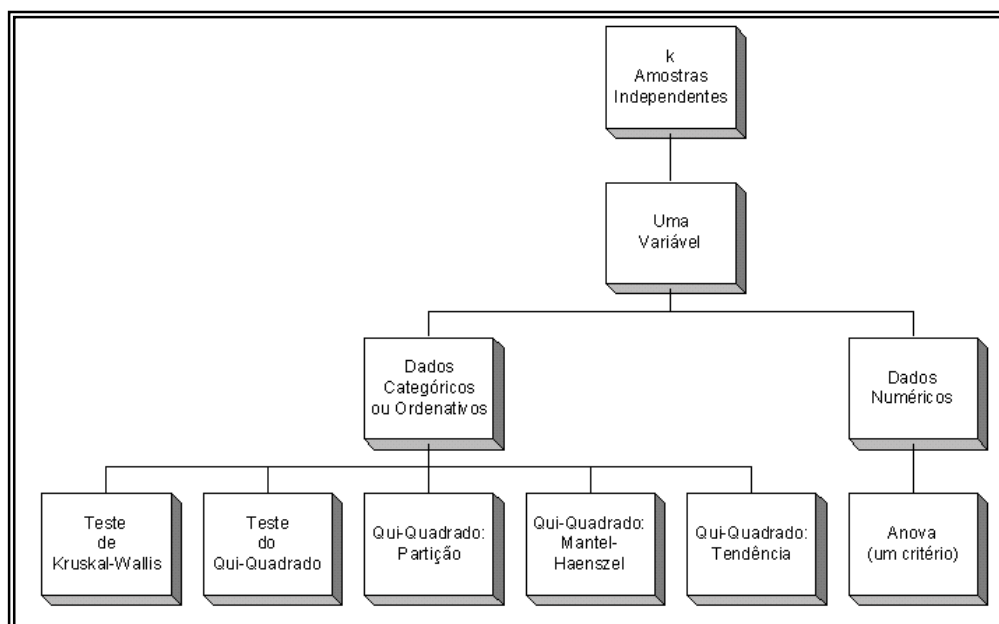 k
Amostras
Independentes
Uma
Variável
Dados
Categóricos
ou Ordenativos
Dados
Numéricos
Teste
de
Kruskal-Wallis
Teste
do
Qui-Quadrado
Qui-Quadrado:
Partição
Qui-Quadrado:
Mantel-
Haenszel
Qui-Quadrado:
Tendência
Anova
(um critério)